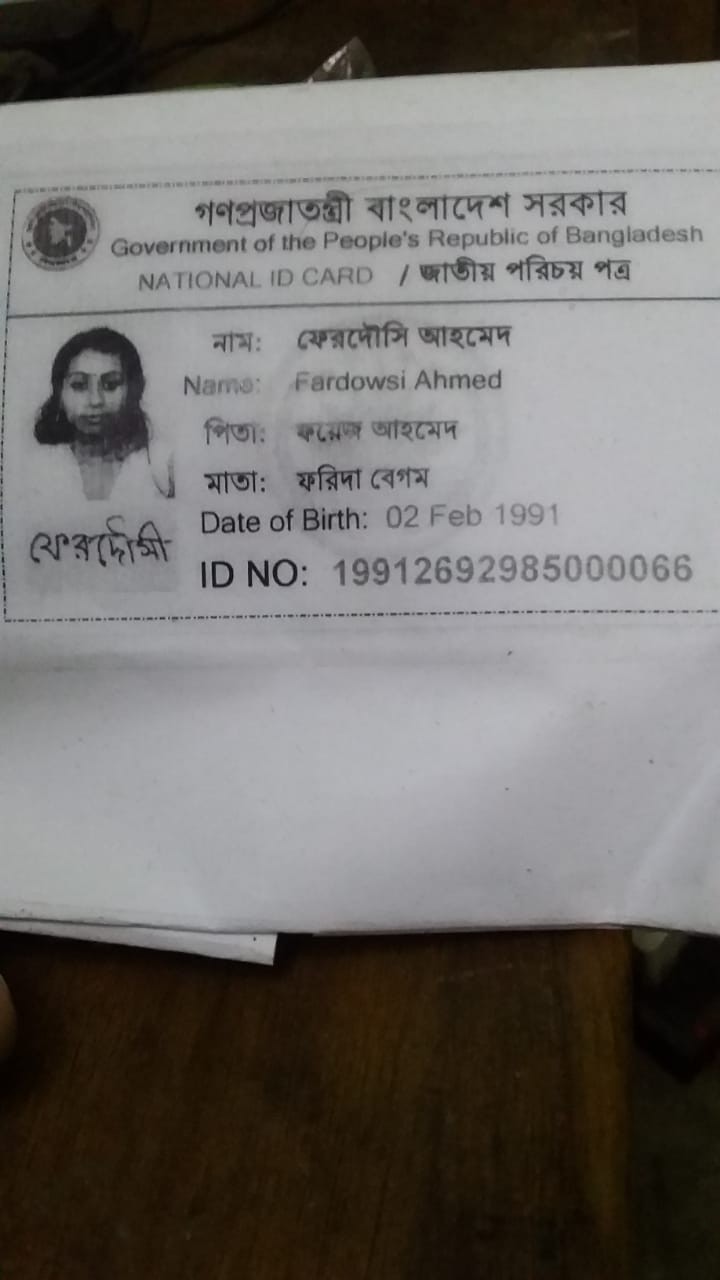 গণপ্রজাতন্ত্রী বাংলাদেশ সরকার
Government of the People's Republic of Bangladesh
NATIONAL ID CARD / জাতীয় পরিচয় পত্র
নাম: ফেরদৌসি আহমেদ
Name: Fardowsi Ahmed
পিতা: ফয়েজ আহমেদ
মাতা: ফরিদা বেগম
Date of Birth: 02 Feb 1991
ID NO: 19912692985000066
ফেরদৌসী